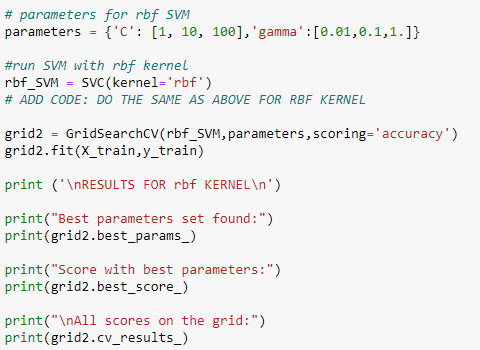 # parameters for rbf SVM
parameters = {'C': [1, 10, 100],'gamma':[0.01,0.1,1.]}
#run SVM with rbf kernel
rbf_SVM = SVC(kernel='rbf')
# ADD CODE: DO THE SAME AS ABOVE FOR RBF KERNEL
grid2 = GridSearchCV(rbf_SVM,parameters,scoring='accuracy')
grid2.fit(X_train,y_train)
print ('\nRESULTS FOR rbf KERNEL\n')
print("Best parameters set found:")
print(grid2.best_params_)
print("Score with best parameters:")
print(grid2.best_score_)
print("\nAll scores on the grid:")
print(grid2.cv_results_)